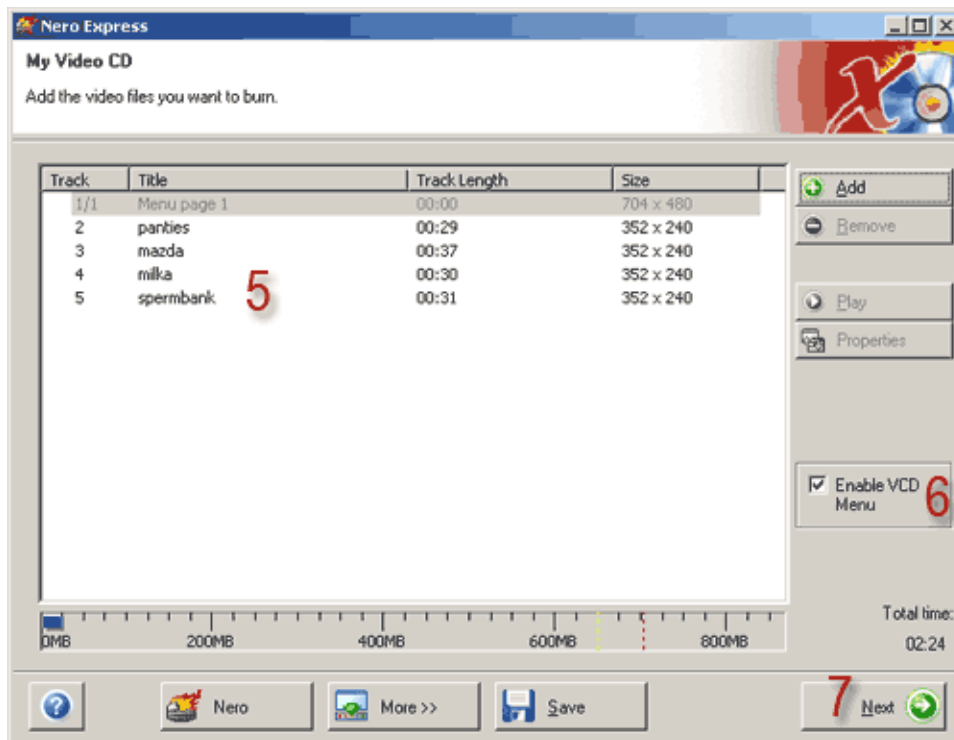 Nero Express
My Video CD
Add the video files you want to burn.
Track Title Track Length Size
1/1 Menu page 1 00:00 704 x 480
2 panties 00:29 352 x 240
3 mazda 00:37 352 x 240
4 milka 00:30 352 x 240
5 spermbank 00:31 352 x 240
5
Add
Remove
Play
Properties
Enable VCD
Menu
6
0MB 200MB 400MB 600MB 800MB
Total time:
02:24
? Nero More >> Save 7 Next